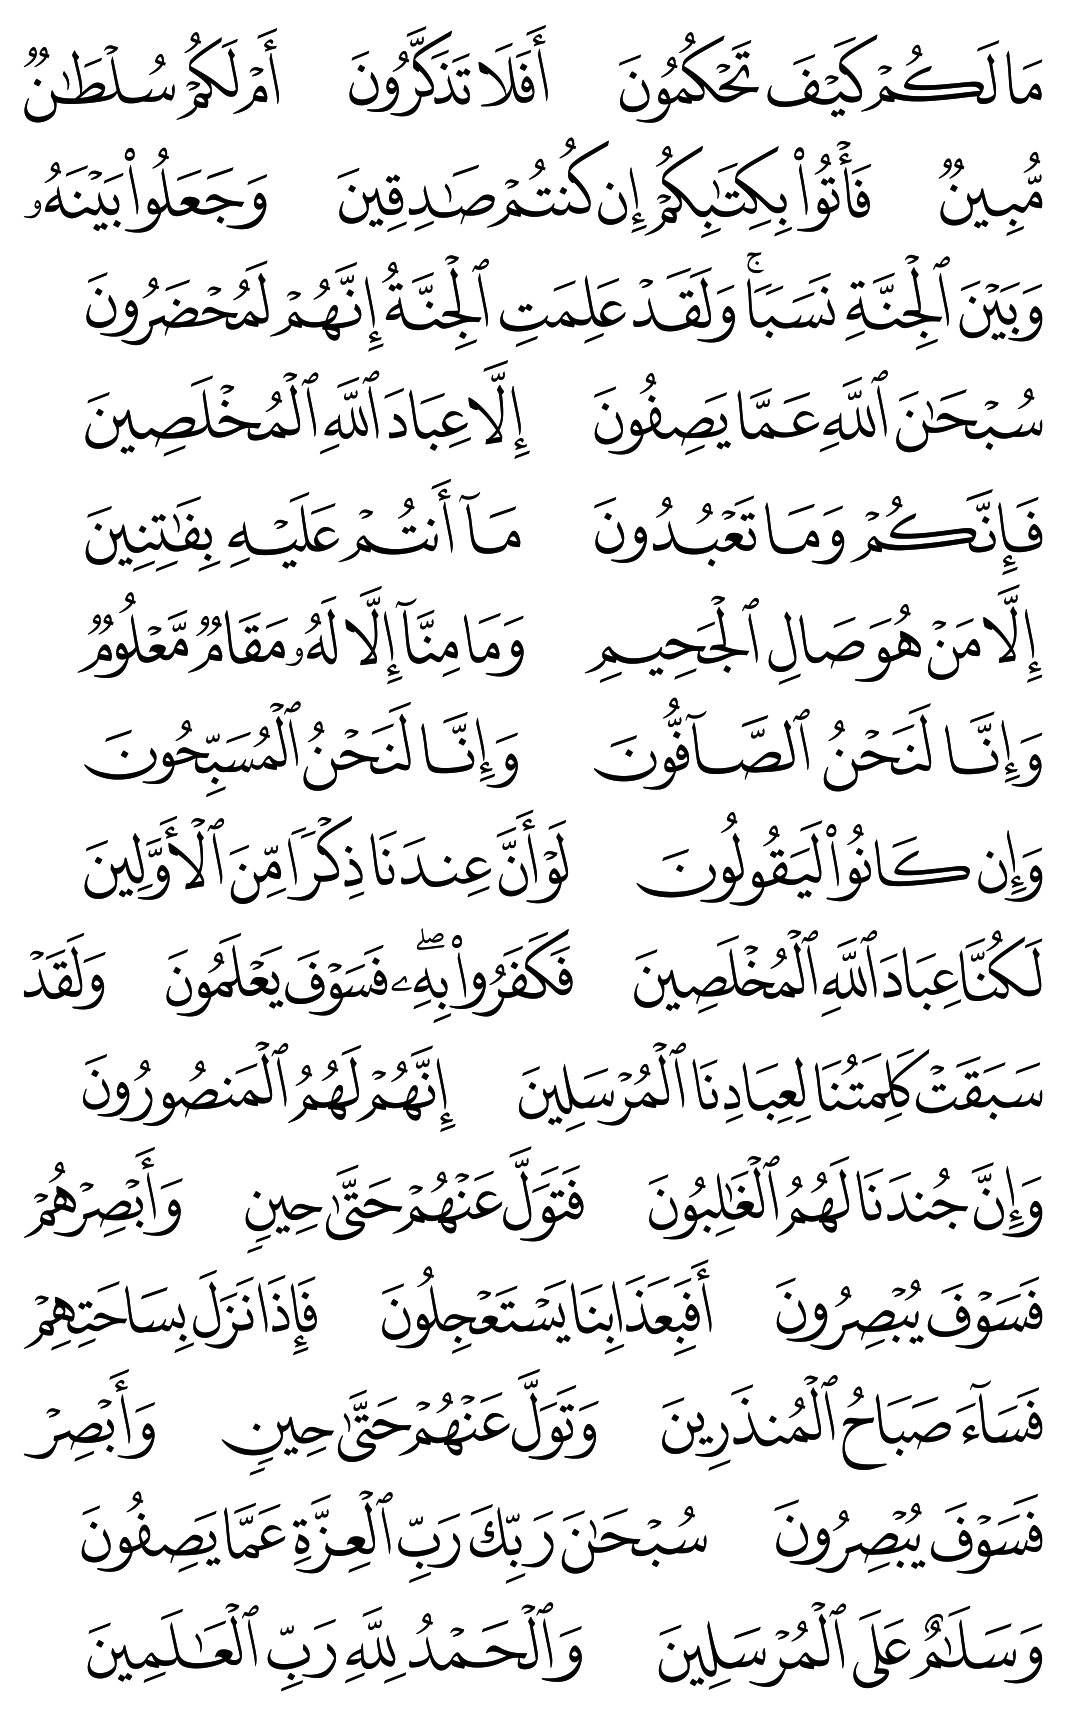 مَا لَكُمۡ كَيۡفَ تَحۡكُمُونَ أَفَلَا تَذَكَّرُونَ أَمۡ لَكُمۡ سُلۡطَٰنٞ
مُّبِينٞ فَأۡتُواْ بِكِتَٰبِكُمۡ إِن كُنتُمۡ صَٰدِقِينَ وَجَعَلُواْ بَيۡنَهُۥ
وَبَيۡنَ ٱلۡجِنَّةِ نَسَبٗاۚ وَلَقَدۡ عَلِمَتِ ٱلۡجِنَّةُ إِنَّهُمۡ لَمُحۡضَرُونَ
سُبۡحَٰنَ ٱللَّهِ عَمَّا يَصِفُونَ إِلَّا عِبَادَ ٱللَّهِ ٱلۡمُخۡلَصِينَ
فَإِنَّكُمۡ وَمَا تَعۡبُدُونَ مَآ أَنتُمۡ عَلَيۡهِ بِفَٰتِنِينَ
إِلَّا مَنۡ هُوَ صَالِ ٱلۡجَحِيمِ وَمَا مِنَّآ إِلَّا لَهُۥ مَقَامٞ مَّعۡلُومٞ
وَإِنَّا لَنَحۡنُ ٱلصَّآفُّونَ وَإِنَّا لَنَحۡنُ ٱلۡمُسَبِّحُونَ
وَإِن كَانُواْ لَيَقُولُونَ لَوۡ أَنَّ عِندَنَا ذِكۡرٗا مِّنَ ٱلۡأَوَّلِينَ
لَكُنَّا عِبَادَ ٱللَّهِ ٱلۡمُخۡلَصِينَ فَكَفَرُواْ بِهِۦۖ فَسَوۡفَ يَعۡلَمُونَ وَلَقَدۡ
سَبَقَتۡ كَلِمَتُنَا لِعِبَادِنَا ٱلۡمُرۡسَلِينَ إِنَّهُمۡ لَهُمُ ٱلۡمَنصُورُونَ
وَإِنَّ جُندَنَا لَهُمُ ٱلۡغَٰلِبُونَ فَتَوَلَّ عَنۡهُمۡ حَتَّىٰ حِينٖ وَأَبۡصِرۡهُمۡ
فَسَوۡفَ يُبۡصِرُونَ أَفَبِعَذَابِنَا يَسۡتَعۡجِلُونَ فَإِذَا نَزَلَ بِسَاحَتِهِمۡ
فَسَآءَ صَبَاحُ ٱلۡمُنذَرِينَ وَتَوَلَّ عَنۡهُمۡ حَتَّىٰ حِينٖ وَأَبۡصِرۡ
فَسَوۡفَ يُبۡصِرُونَ سُبۡحَٰنَ رَبِّكَ رَبِّ ٱلۡعِزَّةِ عَمَّا يَصِفُونَ
وَسَلَٰمٌ عَلَى ٱلۡمُرۡسَلِينَ وَٱلۡحَمۡدُ لِلَّهِ رَبِّ ٱلۡعَٰلَمِينَ